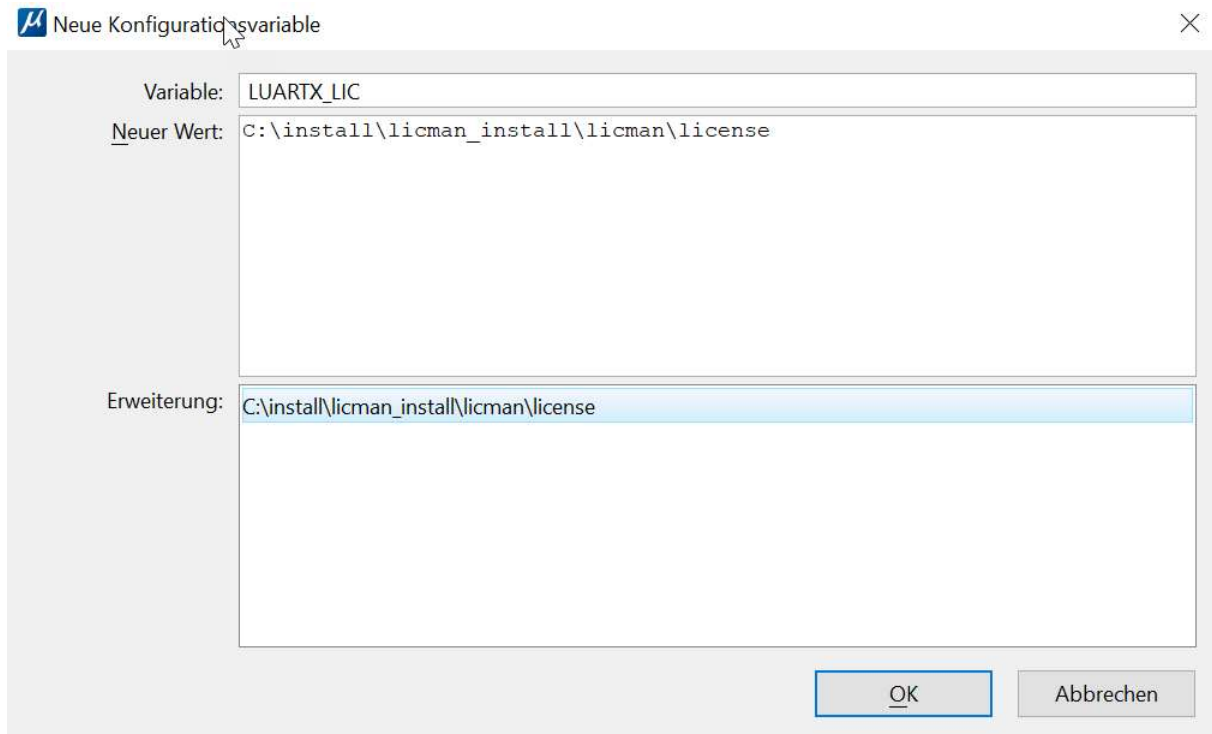 Neue Konfigurationsvariable
Variable: LUARTX_LIC
Neuer Wert: C:\install\licman_install\licman\license
Erweiterung: C:\install\licman_install\licman\license
OK Abbrechen